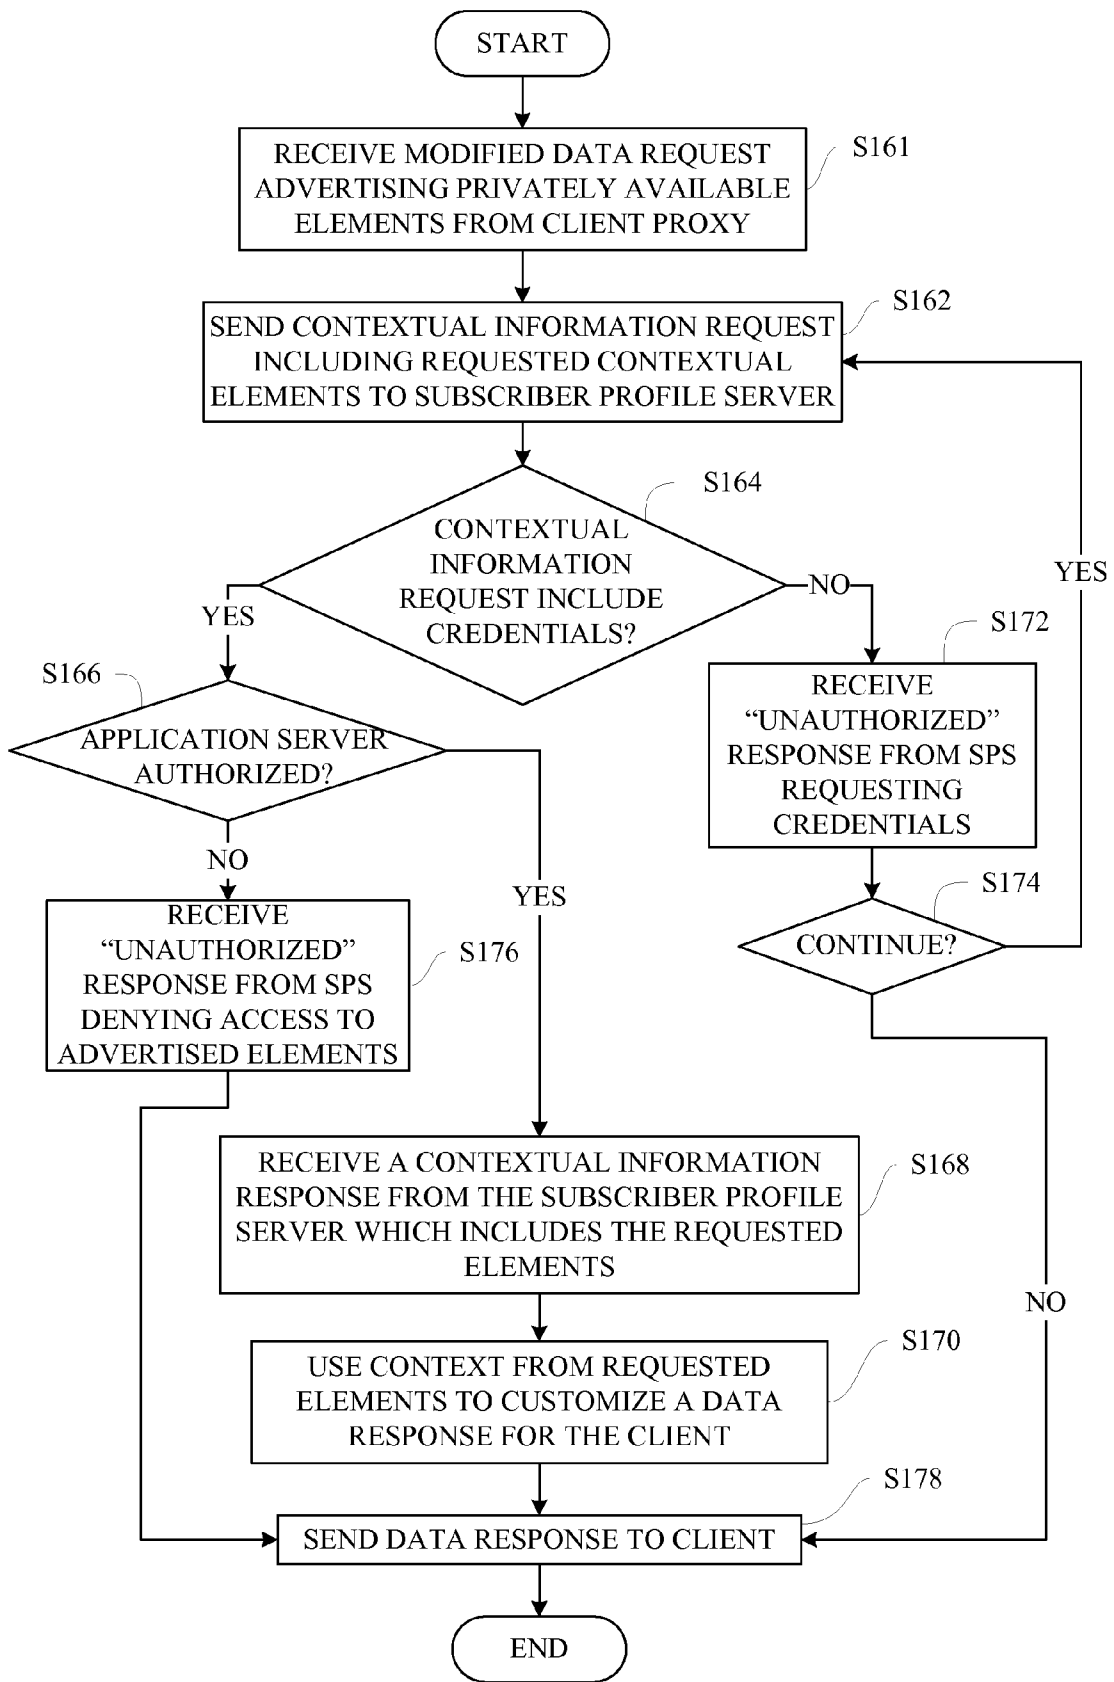 START
RECEIVE MODIFIED DATA REQUEST
ADVERTISING PRIVATELY AVAILABLE
ELEMENTS FROM CLIENT PROXY
S161
SEND CONTEXTUAL INFORMATION REQUEST
INCLUDING REQUESTED CONTEXTUAL
ELEMENTS TO SUBSCRIBER PROFILE SERVER
S162
CONTEXTUAL
INFORMATION
REQUEST INCLUDE
CREDENTIALS?
S164
YES
NO
YES
S166
APPLICATION SERVER
AUTHORIZED?
S172
RECEIVE
“UNAUTHORIZED”
RESPONSE FROM SPS
REQUESTING
CREDENTIALS
NO
YES
S174
CONTINUE?
RECEIVE
“UNAUTHORIZED”
RESPONSE FROM SPS
DENYING ACCESS TO
ADVERTISED ELEMENTS
S176
RECEIVE A CONTEXTUAL INFORMATION
RESPONSE FROM THE SUBSCRIBER PROFILE
SERVER WHICH INCLUDES THE REQUESTED
ELEMENTS
S168
NO
USE CONTEXT FROM REQUESTED
ELEMENTS TO CUSTOMIZE A DATA
RESPONSE FOR THE CLIENT
S170
SEND DATA RESPONSE TO CLIENT
S178
END